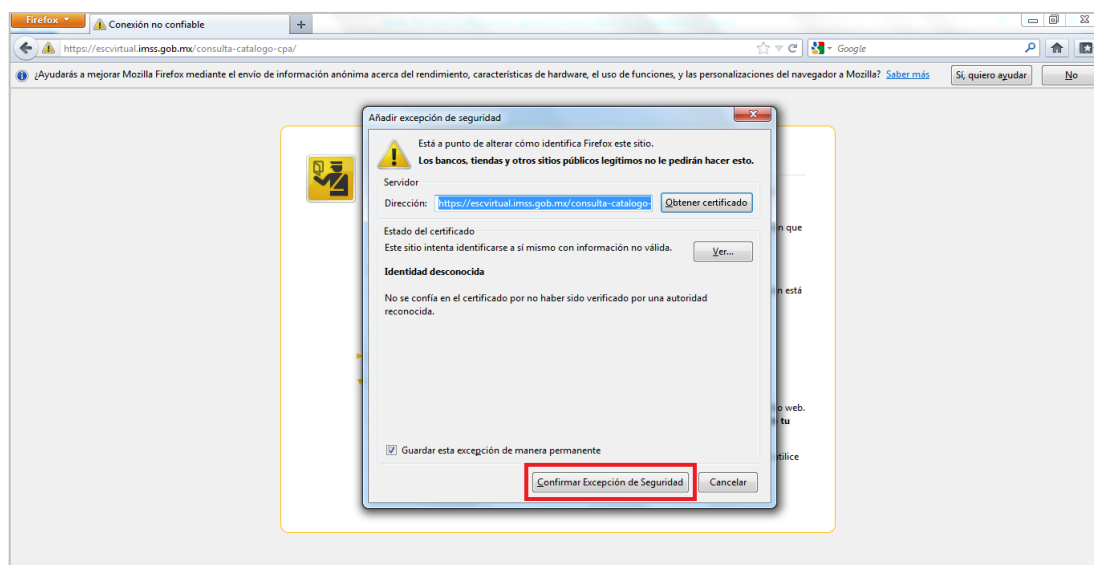 Firefox
Conexión no confiable
https://escvirtual.imss.gob.mx/consulta-catalogo-cpa/
Google
¿Ayudarás a mejorar Mozilla Firefox mediante el envío de información anónima acerca del rendimiento, características de hardware, el uso de funciones, y las personalizaciones del navegador a Mozilla? Saber más
Sí, quiero ayudar
No
Añadir excepción de seguridad
Está a punto de alterar cómo identifica Firefox este sitio.
Los bancos, tiendas y otros sitios públicos legítimos no le pedirán hacer esto.
Servidor
Dirección: https://escvirtual.imss.gob.mx/consulta-catalogo- Obtener certificado
Estado del certificado
n que
Este sitio intenta identificarse a sí mismo con información no válida. Ver...
Identidad desconocida
n está
No se confía en el certificado por no haber sido verificado por una autoridad
reconocida.
o web.
tu
Guardar esta excepción de manera permanente
tilice
Confirmar Excepción de Seguridad Cancelar